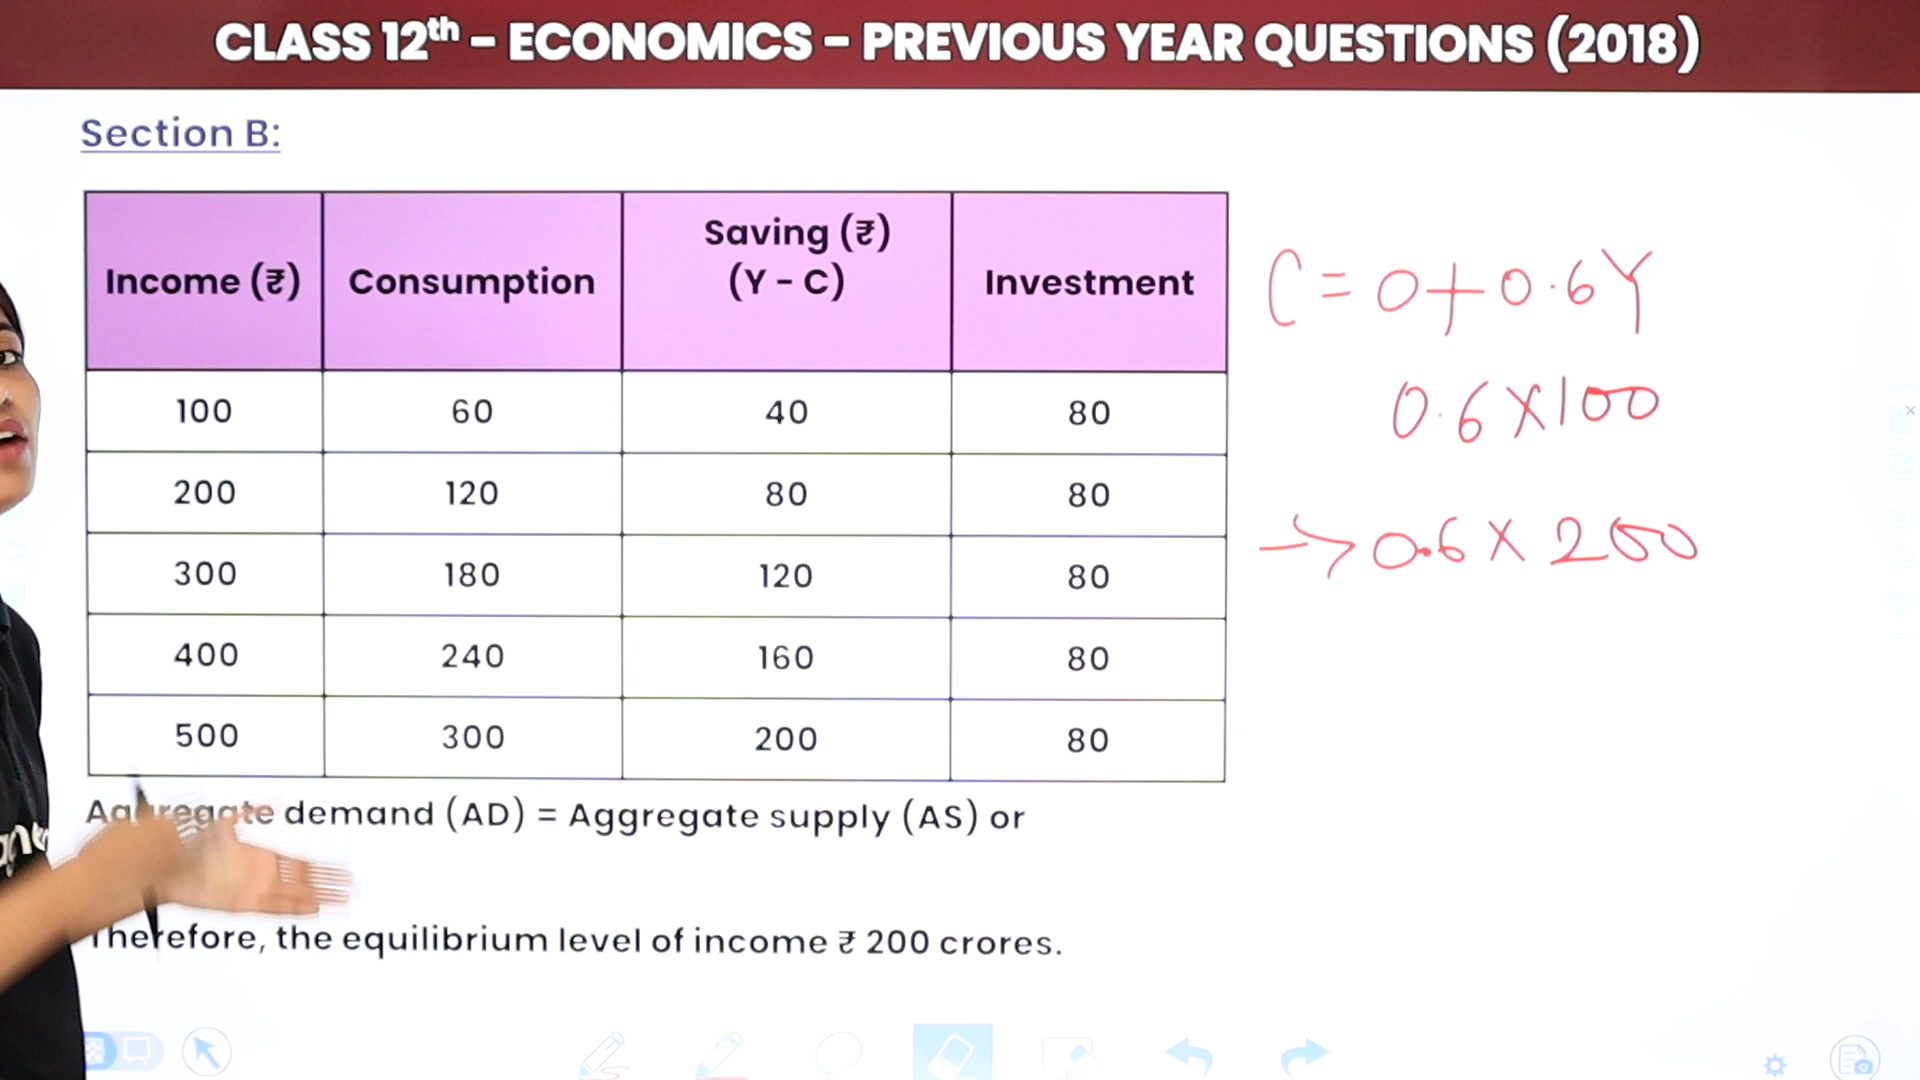 CLASS 12th - ECONOMICS - PREVIOUS YEAR QUESTIONS (2018)
Section B:
Income (₹) Consumption Saving (₹) (Y - C) Investment
100 60 40 80
200 120 80 80
300 180 120 80
400 240 160 80
500 300 200 80
C = 0 + 0.6Y
0.6 X 100
→ 0.6 X 200
Aggregate demand (AD) = Aggregate supply (AS) or
Therefore, the equilibrium level of income ₹ 200 crores.